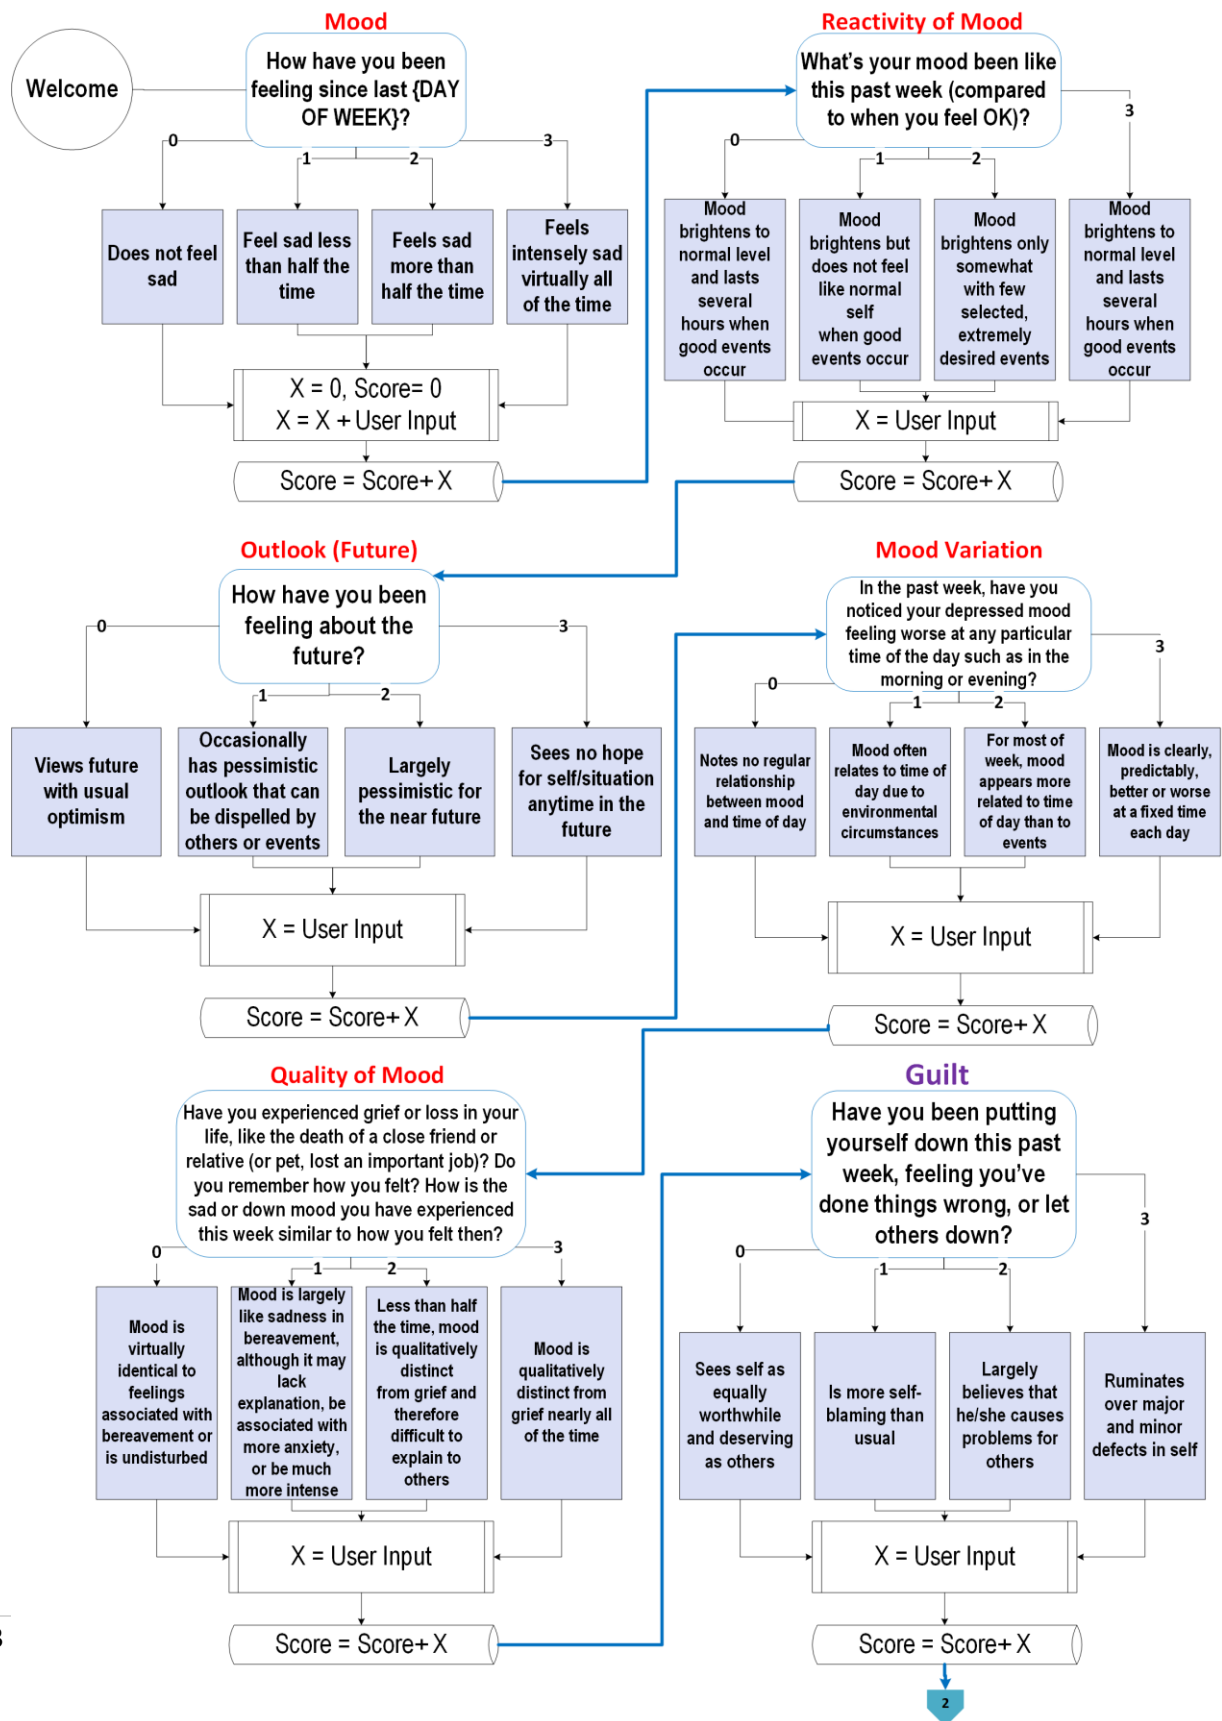 Mood
Welcome
How have you been
feeling since last {DAY
OF WEEK}?
0
1
2
3
Does not feel
sad
Feel sad less
than half the
time
Feels sad
more than
half the time
Feels
intensely sad
virtually all
of the time
X = 0, Score= 0
X = X + User Input
Score = Score+ X
Reactivity of Mood
What's your mood been like
this past week (compared
to when you feel OK)?
0
1
2
3
Mood
brightens to
normal level
and lasts
several
hours when
good events
occur
Mood
brightens but
does not feel
like normal
self
when good
events occur
Mood
brightens only
somewhat
with few
selected,
extremely
desired events
Mood
brightens to
normal level
and lasts
several
hours when
good events
occur
X = User Input
Score = Score+ X
Outlook (Future)
How have you been
feeling about the
future?
0
1
2
3
Views future
with usual
optimism
Occasionally
has pessimistic
outlook that can
be dispelled by
others or events
Largely
pessimistic for
the near future
Sees no hope
for self/situation
anytime in the
future
X = User Input
Score = Score+ X
Mood Variation
In the past week, have you
noticed your depressed mood
feeling worse at any particular
time of the day such as in the
morning or evening?
0
1
2
3
Notes no regular
relationship
between mood
and time of day
Mood often
relates to time of
day due to
environmental
circumstances
For most of
week, mood
appears more
related to time
of day than to
events
Mood is clearly,
predictably,
better or worse
at a fixed time
each day
X = User Input
Score = Score+ X
Quality of Mood
Have you experienced grief or loss in your
life, like the death of a close friend or
relative (or pet, lost an important job)? Do
you remember how you felt? How is the
sad or down mood you have experienced
this week similar to how you felt then?
0
1
2
3
Mood is
virtually
identical to
feelings
associated with
bereavement or
is undisturbed
Mood is largely
like sadness in
bereavement,
although it may
lack
explanation, be
associated with
more anxiety,
or be much
more intense
Less than half
the time, mood
is qualitatively
distinct
from grief and
therefore
difficult to
explain to
others
Mood is
qualitatively
distinct from
grief nearly all
of the time
X = User Input
Score = Score+ X
Guilt
Have you been putting
yourself down this past
week, feeling you've
done things wrong, or let
others down?
0
1
2
3
Sees self as
equally
worthwhile
and deserving
as others
Is more self-
blaming than
usual
Largely
believes that
he/she causes
problems for
others
Ruminates
over major
and minor
defects in self
X = User Input
Score = Score+ X
2